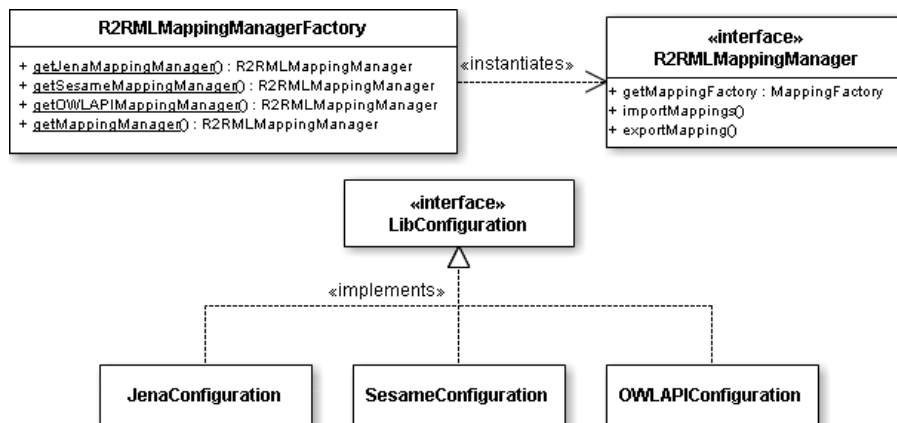 R2RMLMappingManagerFactory
+ getJenaMappingManager() : R2RMLMappingManager
+ getSesameMappingManager() : R2RMLMappingManager
+ getOWLAPIMappingManager() : R2RMLMappingManager
+ getMappingManager() : R2RMLMappingManager
«instantiates»
«interface»
R2RMLMappingManager
+ getMappingFactory : MappingFactory
+ importMappings()
+ exportMapping()
«interface»
LibConfiguration
«implements»
JenaConfiguration
SesameConfiguration
OWLAPIConfiguration